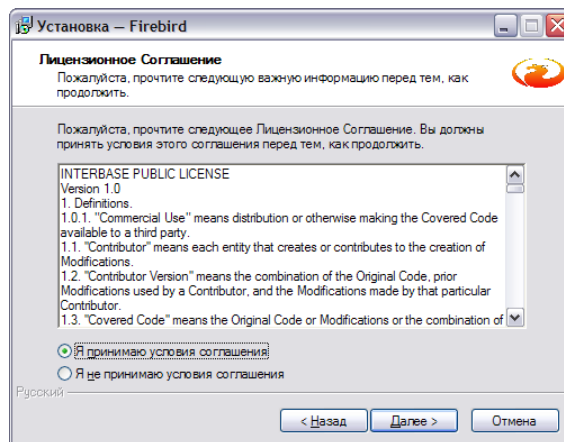 Установка – Firebird
Лицензионное Соглашение
Пожалуйста, прочтите следующую важную информацию перед тем, как
продолжить.
Пожалуйста, прочтите следующее Лицензионное Соглашение. Вы должны
принять условия этого соглашения перед тем, как продолжить.
INTERBASE PUBLIC LICENSE
Version 1.0
1. Definitions.
1.0.1. "Commercial Use" means distribution or otherwise making the Covered Code
available to a third party.
1.1. "Contributor" means each entity that creates or contributes to the creation of
Modifications.
1.2. "Contributor Version" means the combination of the Original Code, prior
Modifications used by a Contributor, and the Modifications made by that particular
Contributor.
1.3. "Covered Code" means the Original Code or Modifications or the combination of
Я принимаю условия соглашения
Я не принимаю условия соглашения
Русский
< Назад
Далее >
Отмена